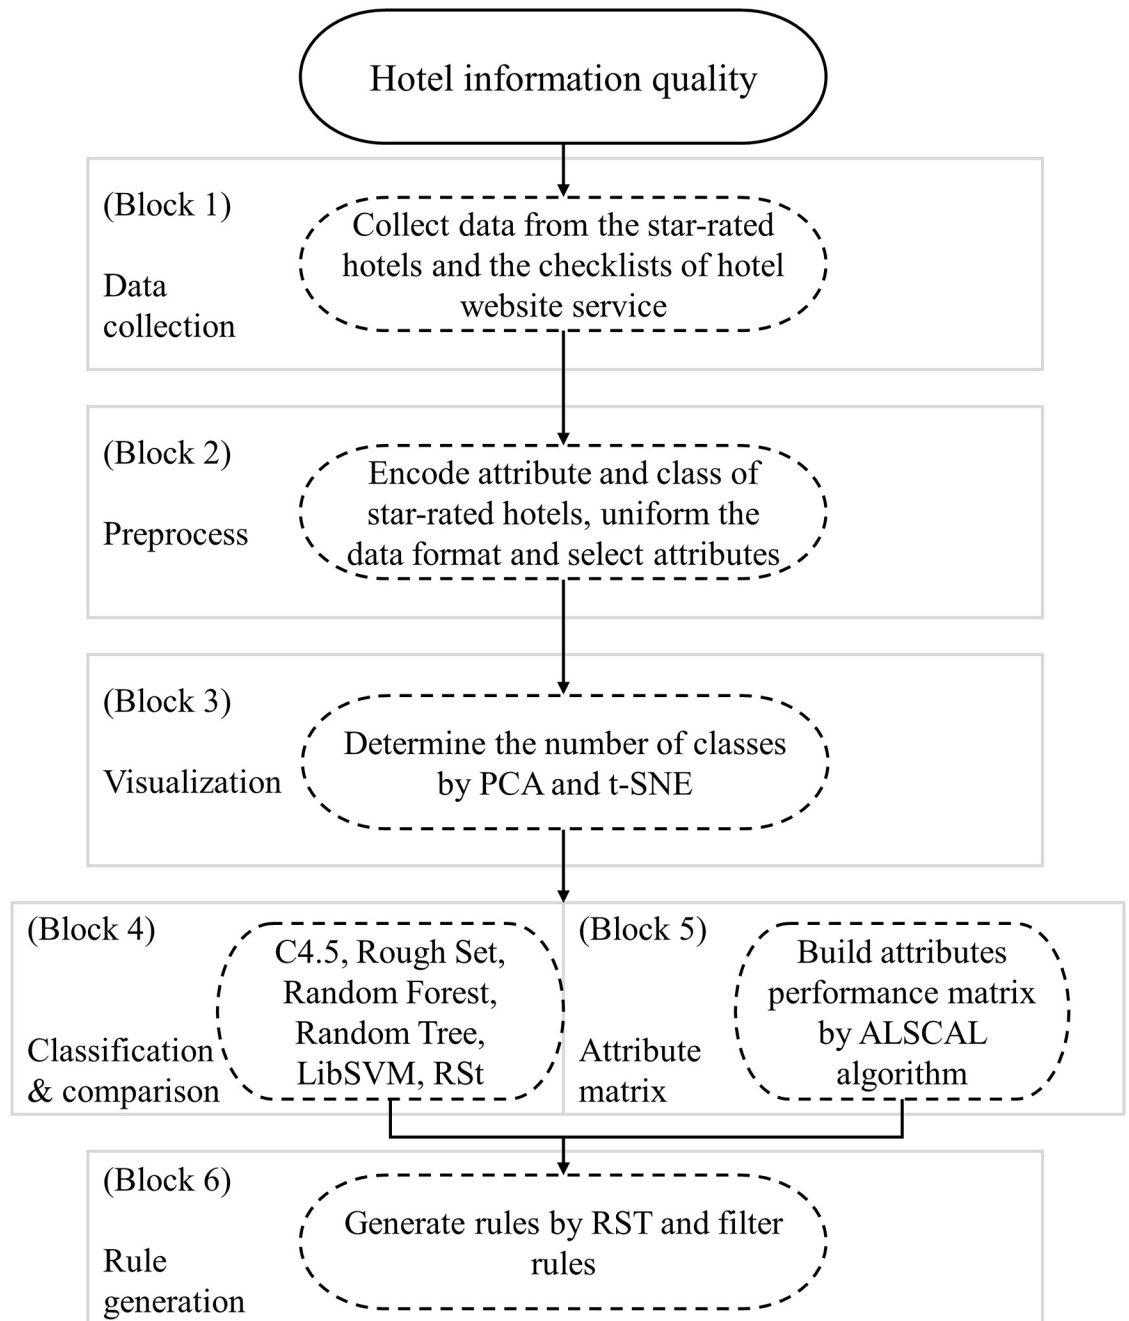 Hotel information quality
(Block 1)
Data
collection
Collect data from the star-rated
hotels and the checklists of hotel
website service
(Block 2)
Preprocess
Encode attribute and class of
star-rated hotels, uniform the
data format and select attributes
(Block 3)
Visualization
Determine the number of classes
by PCA and t-SNE
(Block 4)
Classification
& comparison
C4.5, Rough Set,
Random Forest,
Random Tree,
LibSVM, RSt
(Block 5)
Attribute
matrix
Build attributes
performance matrix
by ALSCAL
algorithm
(Block 6)
Rule
generation
Generate rules by RST and filter
rules